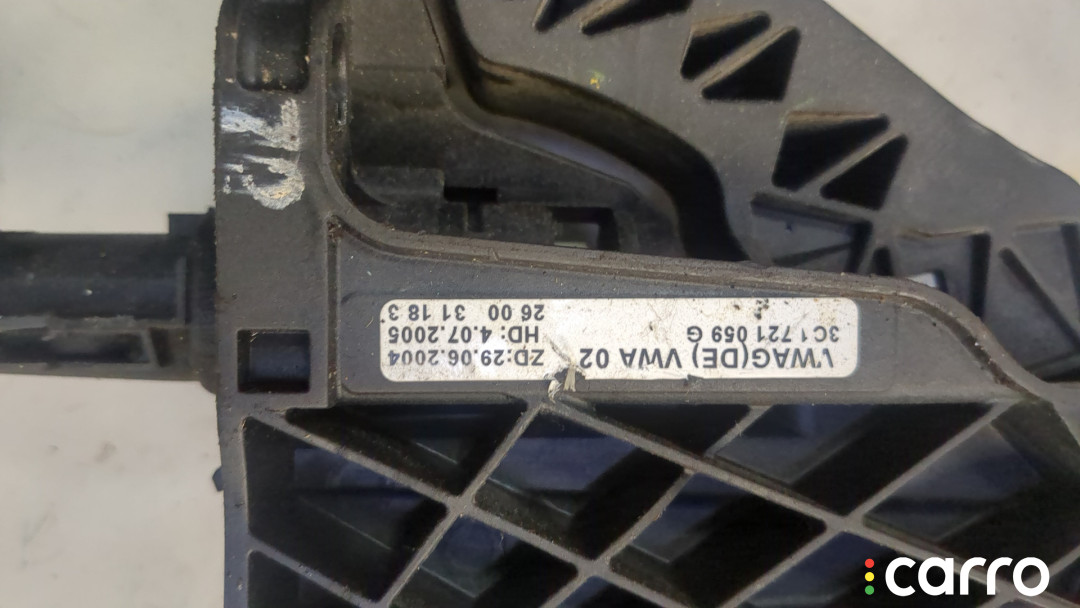 VWAG(DE) VWA 02
3C1 721 059 G
ZD:29.06.2004
HD: 4.07.2005
26 00 31 18 3
carro